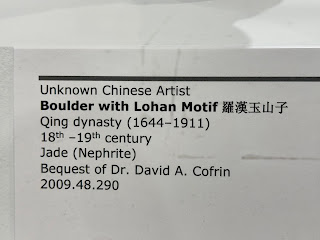 Unknown Chinese Artist
Boulder with Lohan Motif 羅漢玉山子
Qing dynasty (1644–1911)
18th –19th century
Jade (Nephrite)
Bequest of Dr. David A. Cofrin
2009.48.290